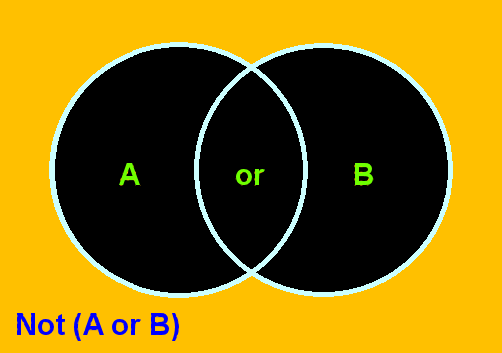 A or B
Not (A or B)